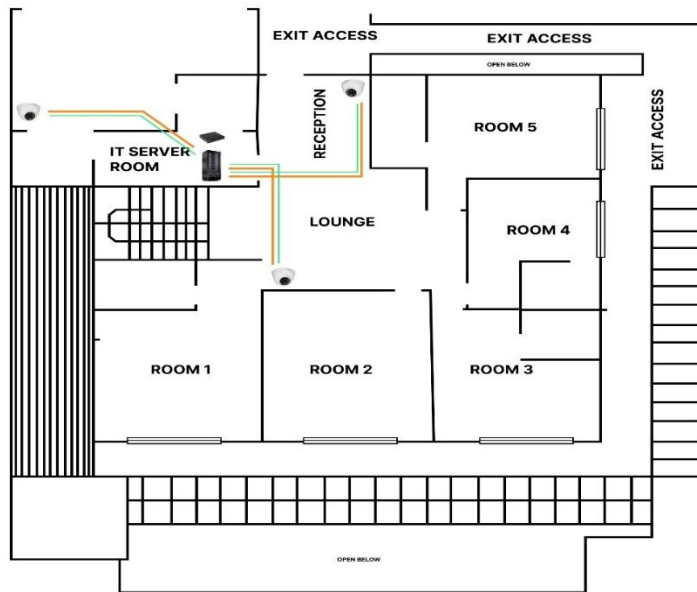 EXIT ACCESS
EXIT ACCESS
OPEN BELOW
RECEPTION
ROOM 5
EXIT ACCESS
IT SERVER
ROOM
LOUNGE
ROOM 4
ROOM 1
ROOM 2
ROOM 3
OPEN BELOW